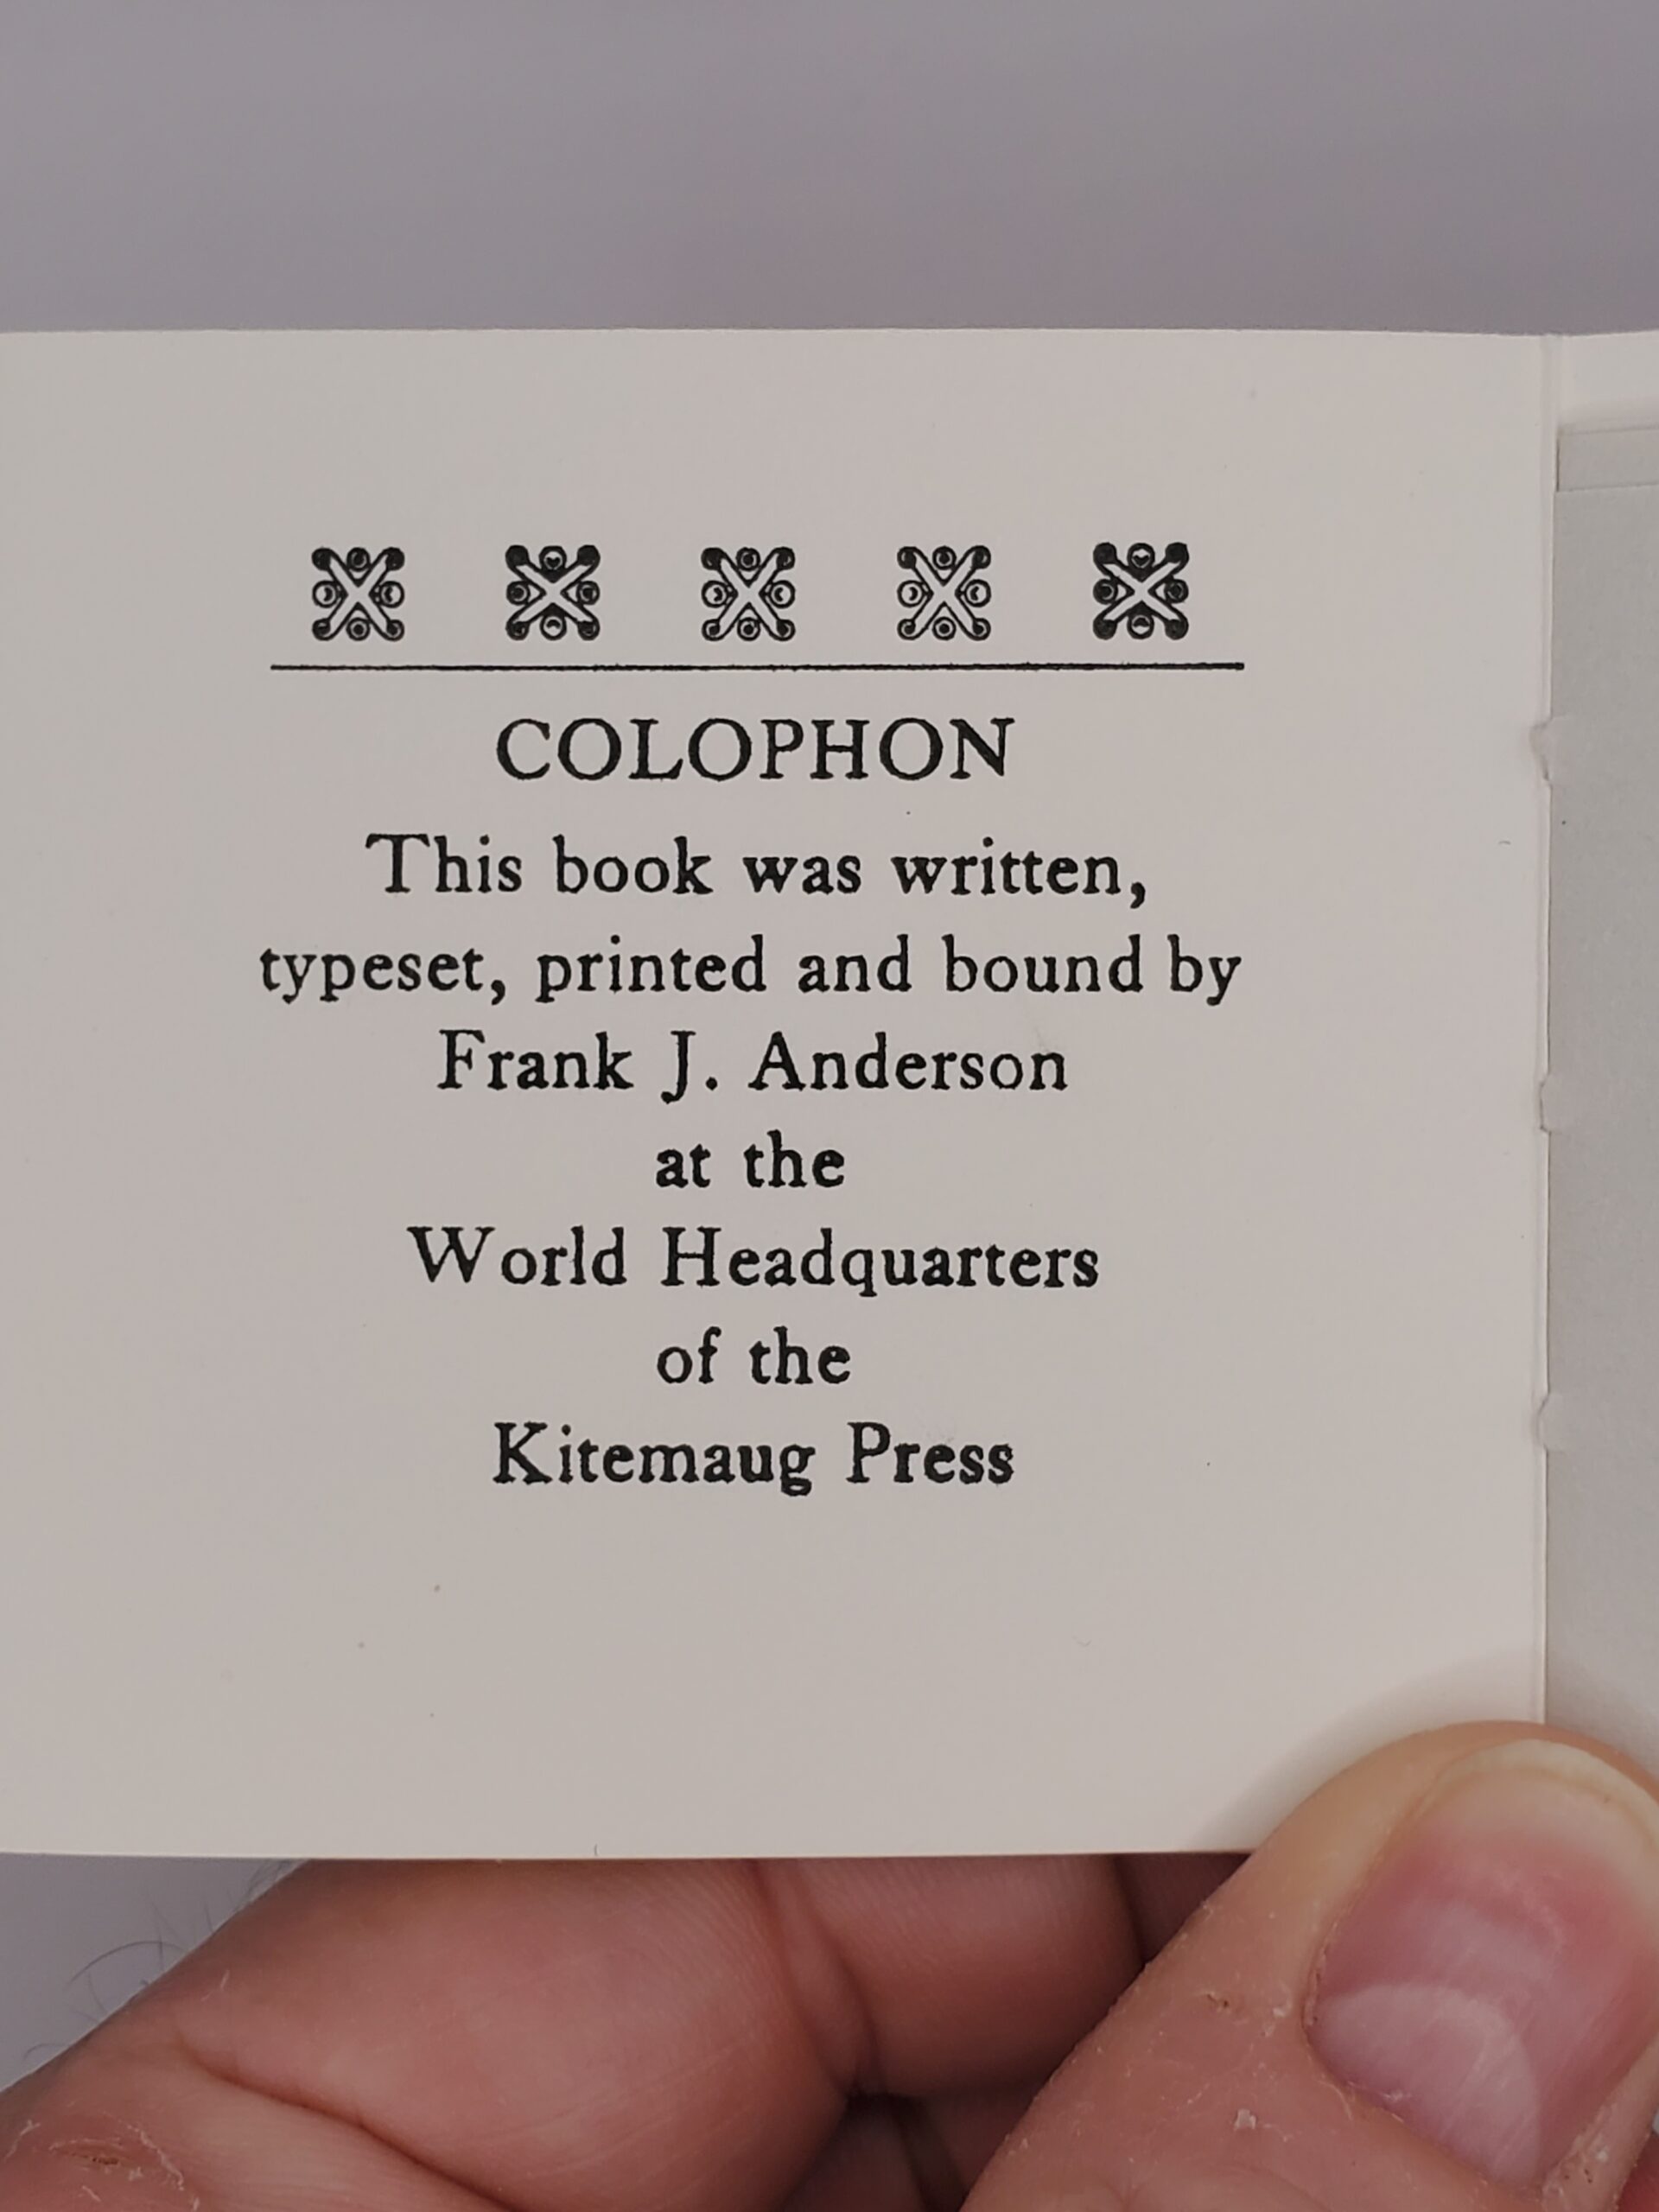 COLOPHON
This book was written,
typeset, printed and bound by
Frank J. Anderson
at the
World Headquarters
of the
Kitemaug Press